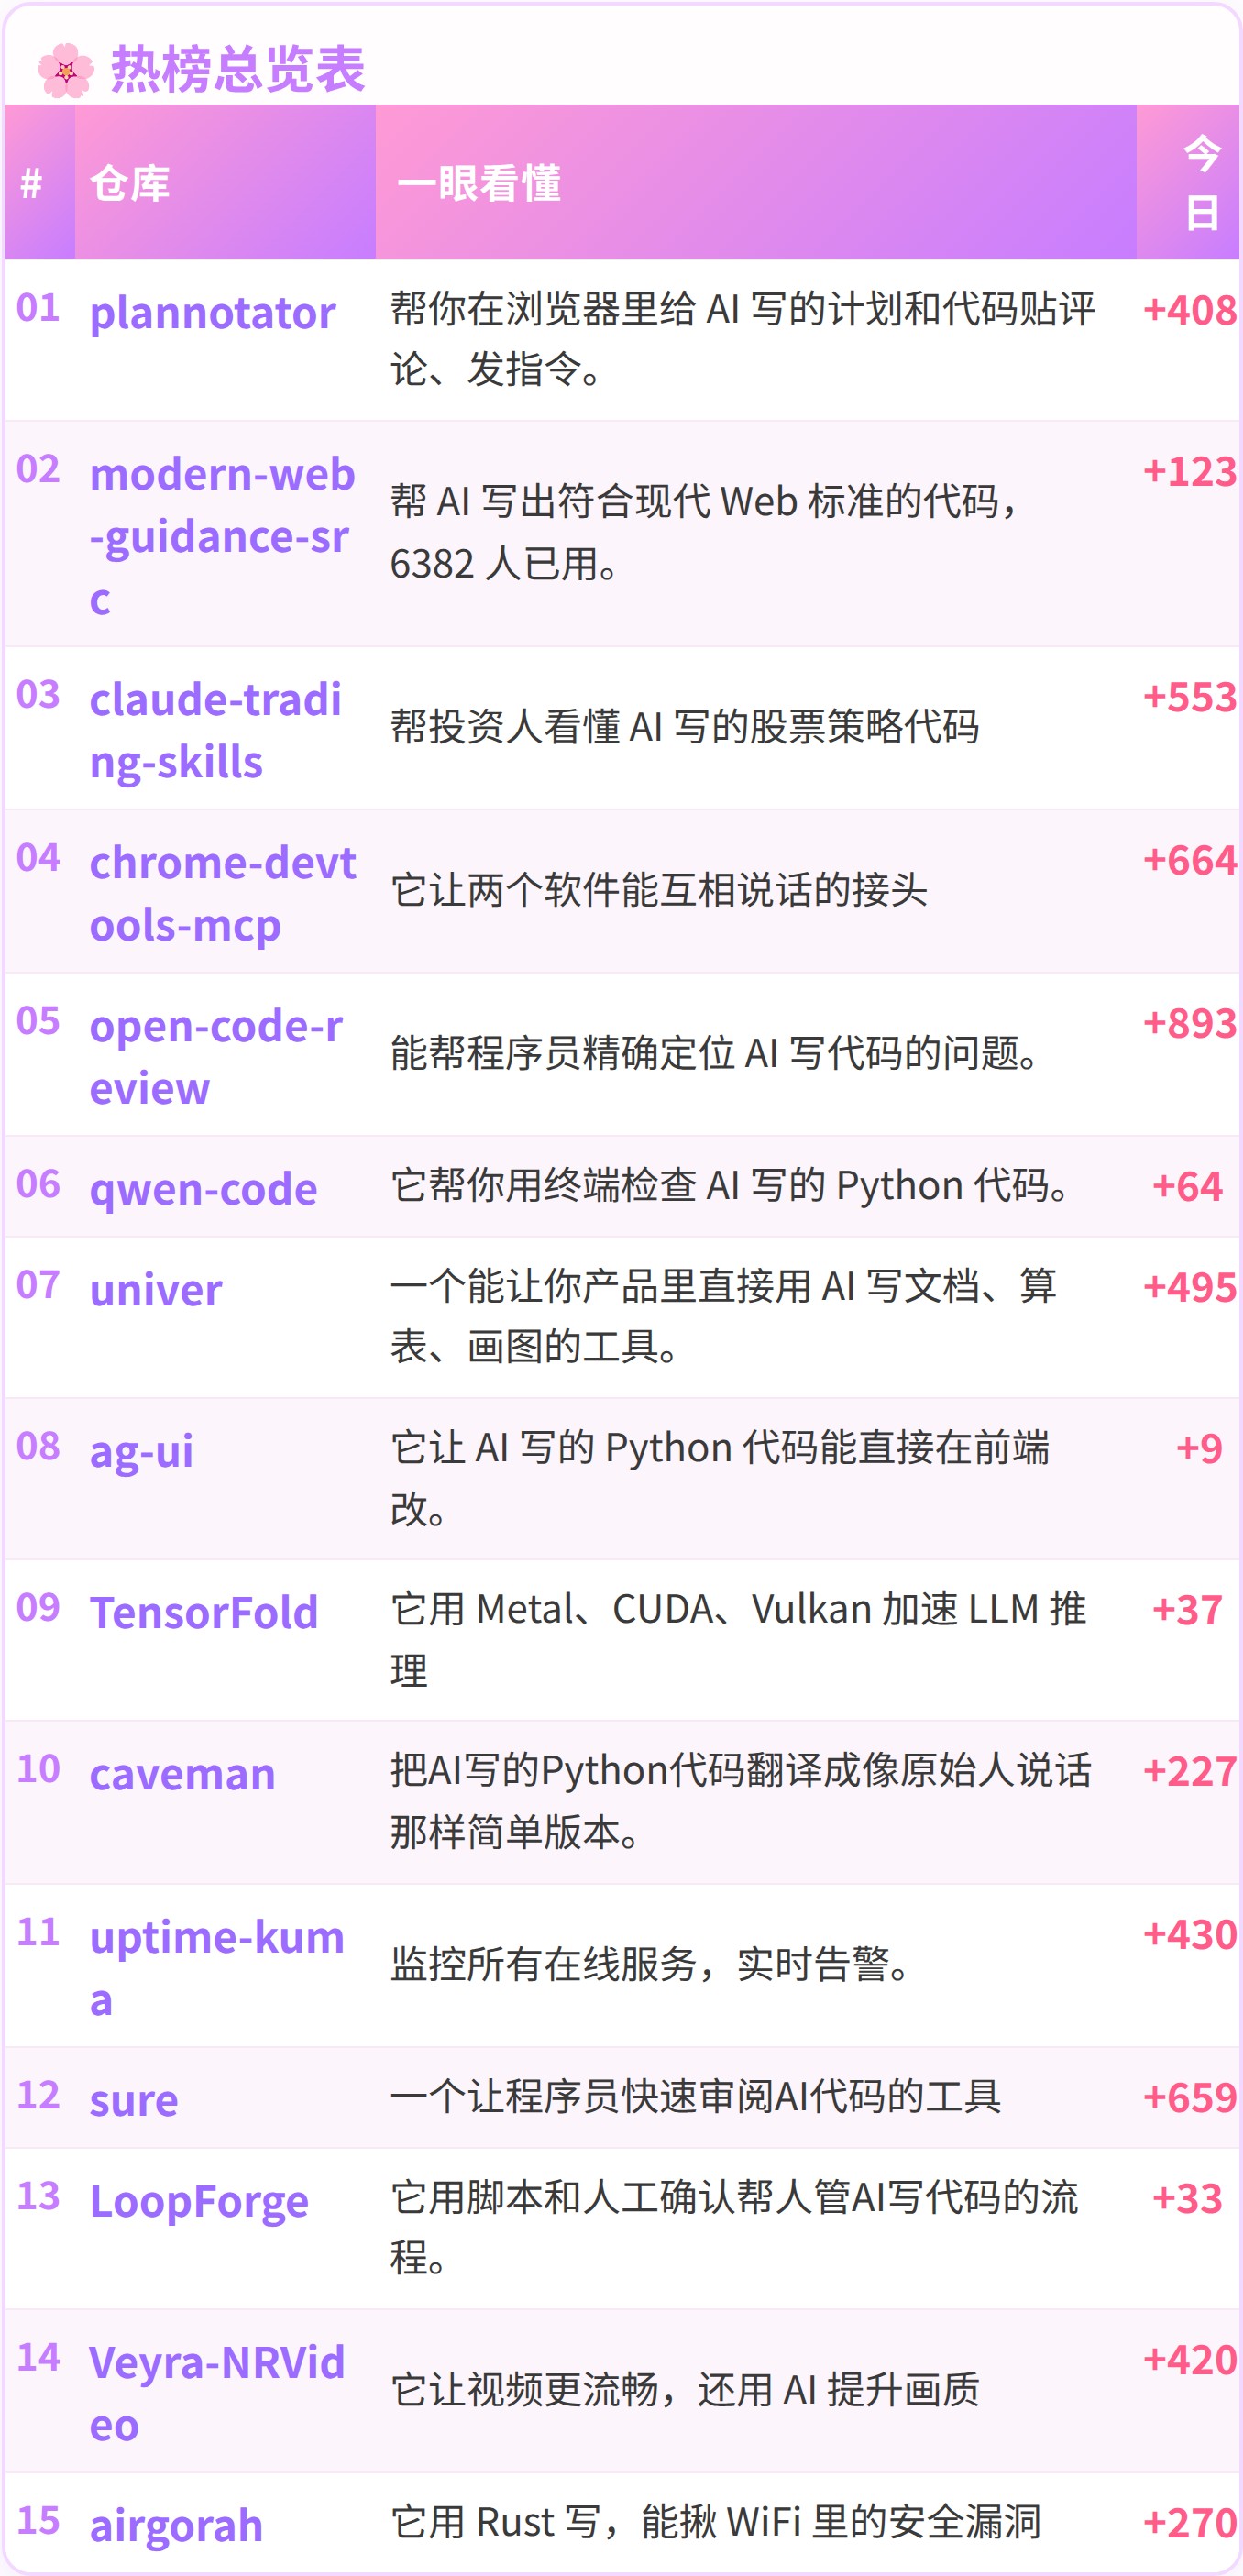 🌸 热榜总览表
# 仓库 一眼看懂 今
日
01 plannotator 帮你在浏览器里给 AI 写的计划和代码贴评 +408
论、发指令。
02 modern-web +123
帮 AI 写出符合现代 Web 标准的代码，
-guidance-sr
6382 人已用。
c
03 claude-tradi +553
帮投资人看懂 AI 写的股票策略代码
ng-skills
04 chrome-devt +664
它让两个软件能互相说话的接头
ools-mcp
05 open-code-r +893
能帮程序员精确定位 AI 写代码的问题。
eview
06 qwen-code 它帮你用终端检查 AI 写的 Python 代码。 +64
07 univer 一个能让你产品里直接用 AI 写文档、算 +495
表、画图的工具。
08 ag-ui 它让 AI 写的 Python 代码能直接在前端 +9
改。
09 TensorFold 它用 Metal、CUDA、Vulkan 加速 LLM 推 +37
理
10 caveman 把AI写的Python代码翻译成像原始人说话 +227
那样简单版本。
11 uptime-kum +430
监控所有在线服务，实时告警。
a
12 sure 一个让程序员快速审阅AI代码的工具 +659
13 LoopForge 它用脚本和人工确认帮人管AI写代码的流 +33
程。
14 Veyra-NRVid +420
它让视频更流畅，还用 AI 提升画质
eo
15 airgorah 它用 Rust 写，能揪 WiFi 里的安全漏洞 +270